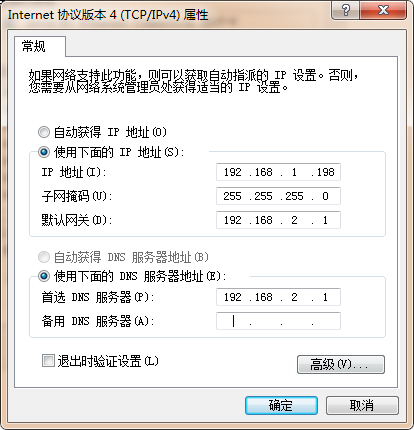 Internet 协议版本 4 (TCP/IPv4) 属性
常规
如果网络支持此功能，则可以获取自动指派的 IP 设置。否则，
您需要从网络系统管理员处获得适当的 IP 设置。
自动获得 IP 地址(O)
使用下面的 IP 地址(S):
IP 地址(I): 192 .168 . 1 .198
子网掩码(U): 255 .255 .255 . 0
默认网关(D): 192 .168 . 2 . 1
自动获得 DNS 服务器地址(B)
使用下面的 DNS 服务器地址(E):
首选 DNS 服务器(P): 192 .168 . 2 . 1
备用 DNS 服务器(A): . . .
退出时验证设置(L)
高级(V)...
确定
取消